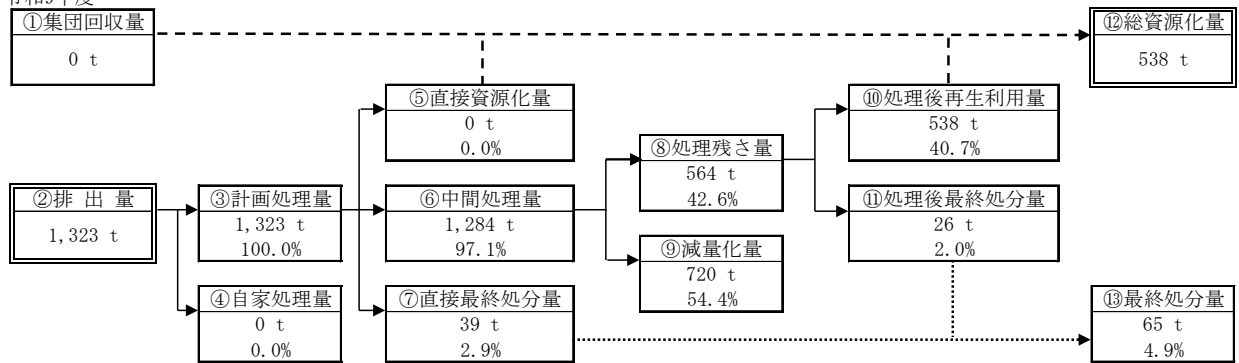 ①集団回収量
0 t
⑫総資源化量
538 t
⑤直接資源化量
0 t
0.0%
⑩処理後再生利用量
538 t
40.7%
⑧処理残さ量
564 t
42.6%
②排 出 量
1,323 t
③計画処理量
1,323 t
100.0%
⑥中間処理量
1,284 t
97.1%
⑪処理後最終処分量
26 t
2.0%
⑨減量化量
720 t
54.4%
④自家処理量
0 t
0.0%
⑦直接最終処分量
39 t
2.9%
⑬最終処分量
65 t
4.9%